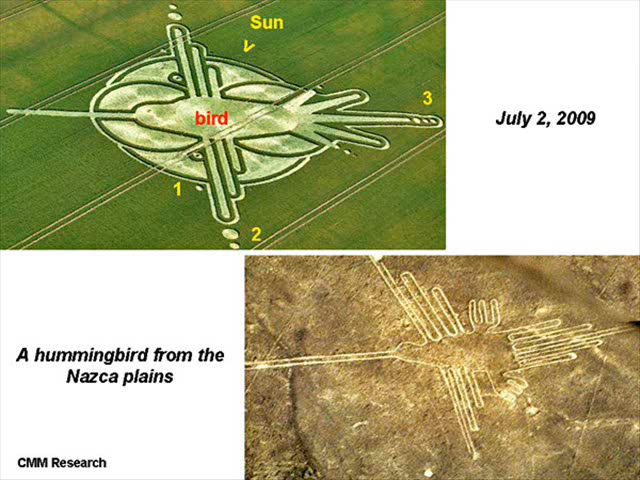 Sun
v
bird
3
July 2, 2009
1
2
A hummingbird from the
Nazca plains
CMM Research